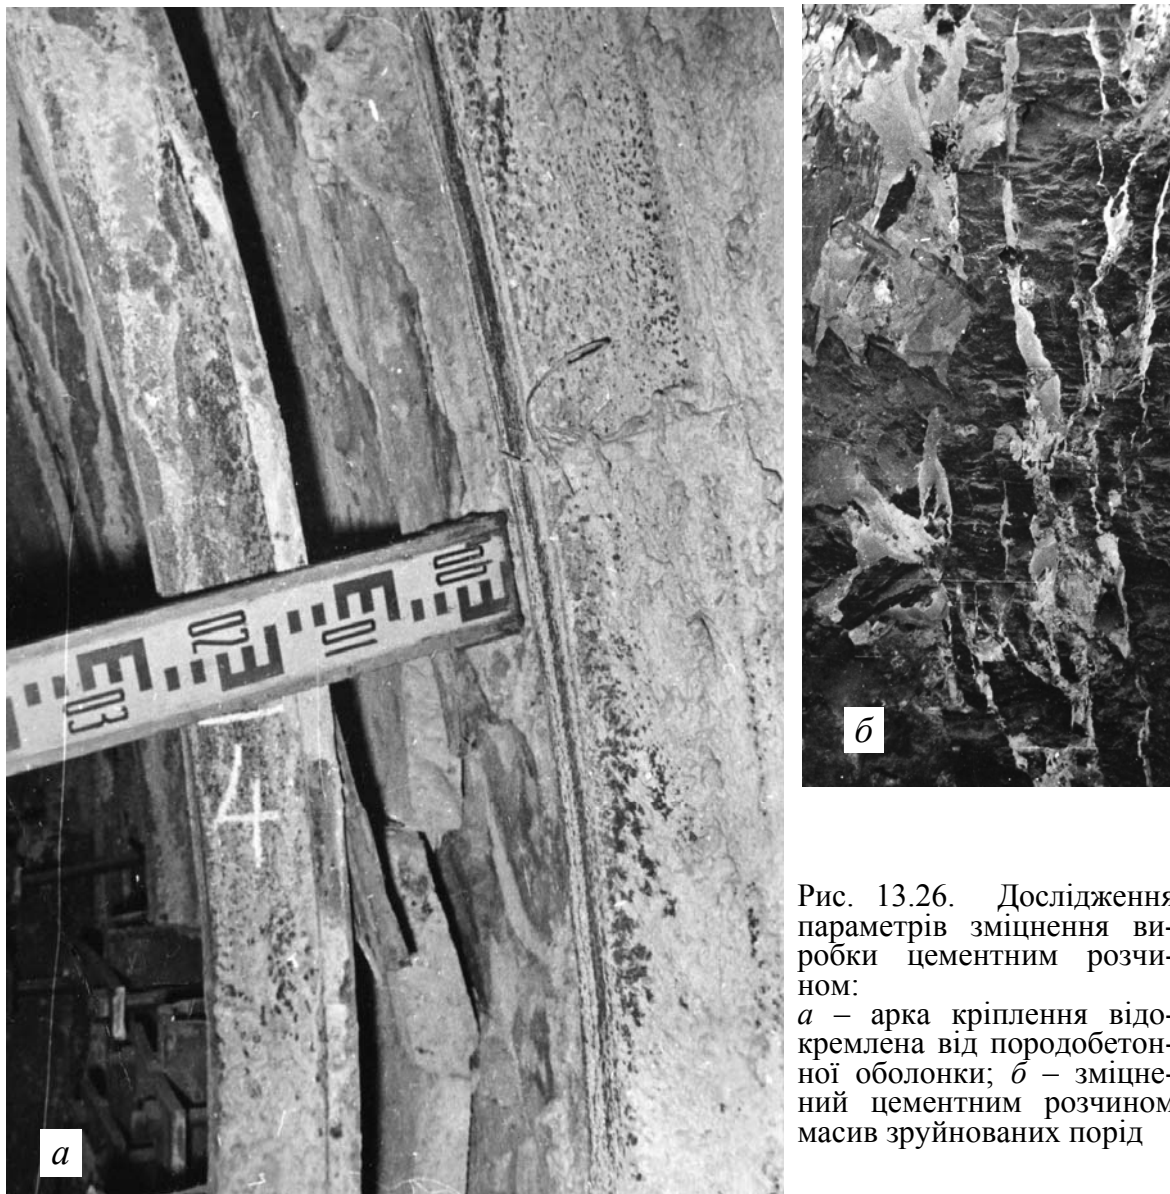 00
01
02
03
4
а
б
Рис. 13.26. Дослідження
параметрів зміцнення ви-
робки цементним розчи-
ном:
а – арка кріплення відо-
кремлена від породобетон-
ної оболонки; б – зміцне-
ний цементним розчином
масив зруйнованих порід